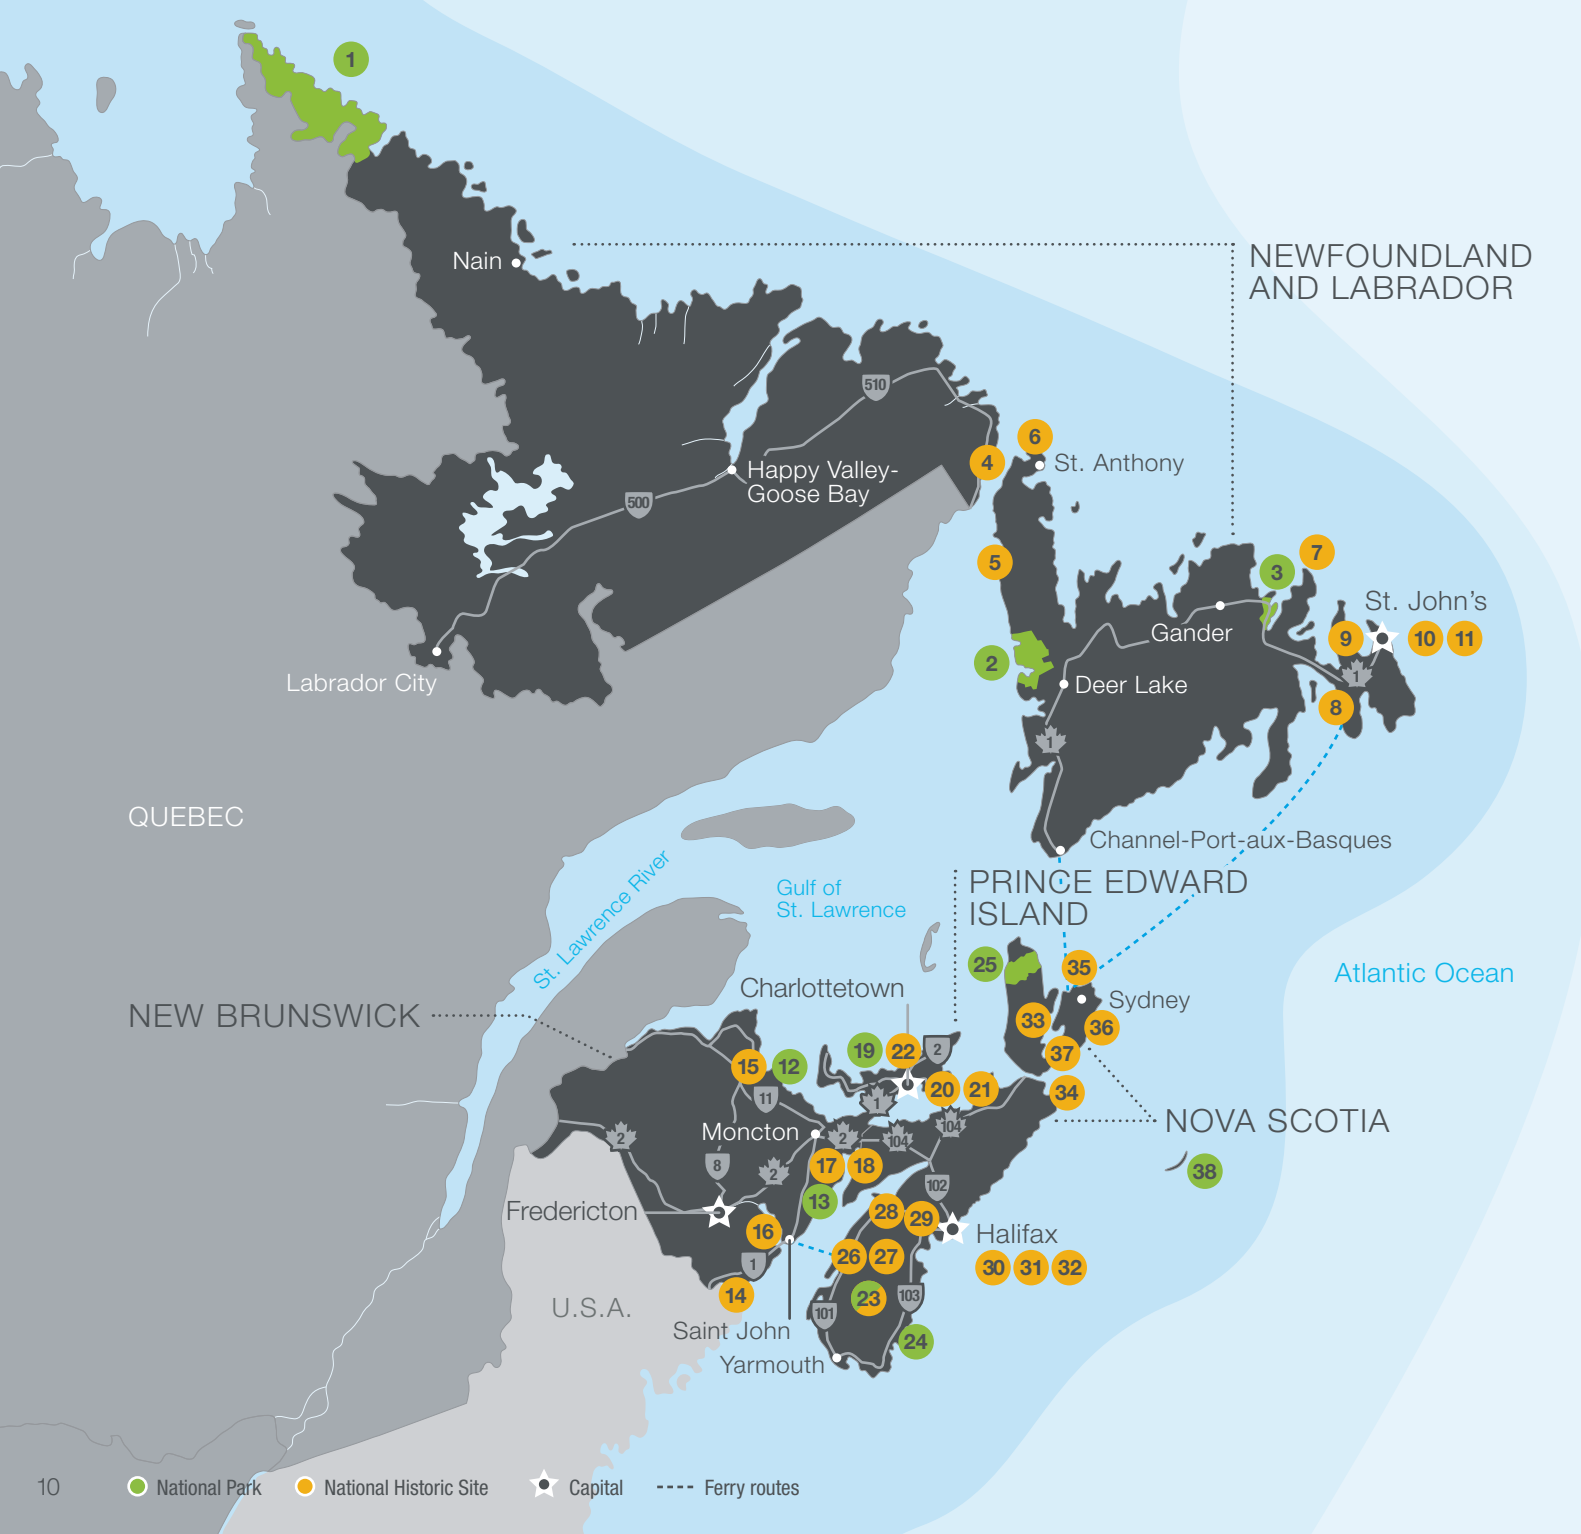 1
Nain
NEWFOUNDLAND
AND LABRADOR
510
6
4
St. Anthony
Happy Valley-
Goose Bay
500
5
7
3
St. John's
Gander
9
10
11
2
1
Labrador City
Deer Lake
8
1
QUEBEC
Channel-Port-aux-Basques
St. Lawrence River
Gulf of
St. Lawrence
PRINCE EDWARD
ISLAND
25
35
Atlantic Ocean
Charlottetown
Sydney
NEW BRUNSWICK
33
36
19
22
2
37
15
12
20
21
34
11
1
104
NOVA SCOTIA
Moncton
2
2
104
8
2
17
18
38
102
13
Fredericton
28
29
16
Halifax
26
27
1
30
31
32
14
23
103
U.S.A.
101
Saint John
24
Yarmouth
10
National Park
National Historic Site
Capital
Ferry routes